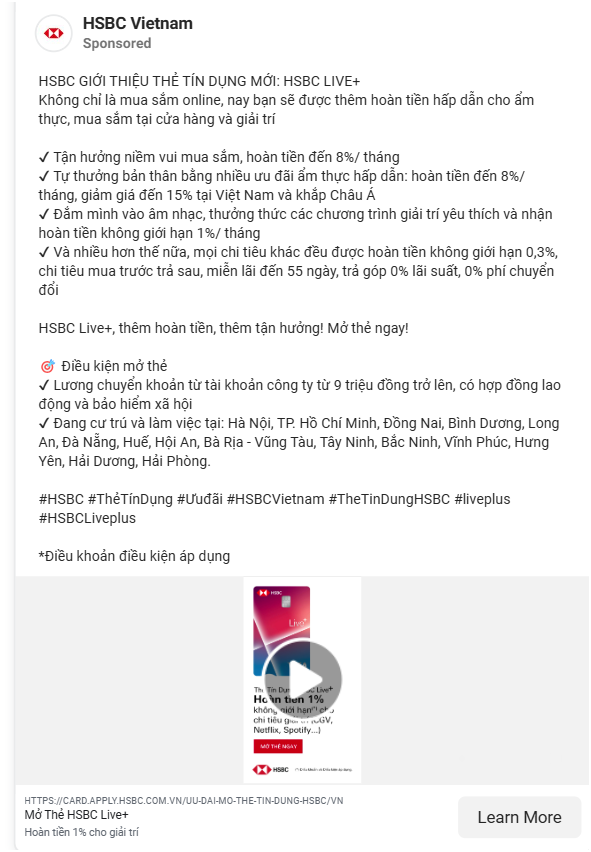 HSBC Vietnam
Sponsored
HSBC GIỚI THIỆU THẺ TÍN DỤNG MỚI: HSBC LIVE+
Không chỉ là mua sắm online, nay bạn sẽ được thêm hoàn tiền hấp dẫn cho ẩm
thực, mua sắm tại cửa hàng và giải trí
✓ Tận hưởng niềm vui mua sắm, hoàn tiền đến 8%/ tháng
✓ Tự thưởng bản thân bằng nhiều ưu đãi ẩm thực hấp dẫn: hoàn tiền đến 8%/
tháng, giảm giá đến 15% tại Việt Nam và khắp Châu Á
✓ Đắm mình vào âm nhạc, thưởng thức các chương trình giải trí yêu thích và nhận
hoàn tiền không giới hạn 1%/ tháng
✓ Và nhiều hơn thế nữa, mọi chi tiêu khác đều được hoàn tiền không giới hạn 0,3%,
chi tiêu mua trước trả sau, miễn lãi đến 55 ngày, trả góp 0% lãi suất, 0% phí chuyển
đổi
HSBC Live+, thêm hoàn tiền, thêm tận hưởng! Mở thẻ ngay!
🎯 Điều kiện mở thẻ
✓ Lương chuyển khoản từ tài khoản công ty từ 9 triệu đồng trở lên, có hợp đồng lao
động và bảo hiểm xã hội
✓ Đang cư trú và làm việc tại: Hà Nội, TP. Hồ Chí Minh, Đồng Nai, Bình Dương, Long
An, Đà Nẵng, Huế, Hội An, Bà Rịa - Vũng Tàu, Tây Ninh, Bắc Ninh, Vĩnh Phúc, Hưng
Yên, Hải Dương, Hải Phòng.
#HSBC #ThẻTínDụng #Ưuđãi #HSBCVietnam #TheTinDungHSBC #liveplus
#HSBCLiveplus
*Điều khoản điều kiện áp dụng
HSBC
Live+
Thẻ Tín Dụng HSBC Live+
Hoàn tiền 1%
không giới hạn cho
chi tiêu giải trí (CGV,
Netflix, Spotify...)
MỞ THẺ NGAY
HSBC
HTTPS://CARD.APPLY.HSBC.COM.VN/UU-DAI-MO-THE-TIN-DUNG-HSBC/VN
Mở Thẻ HSBC Live+
Hoàn tiền 1% cho giải trí
Learn More